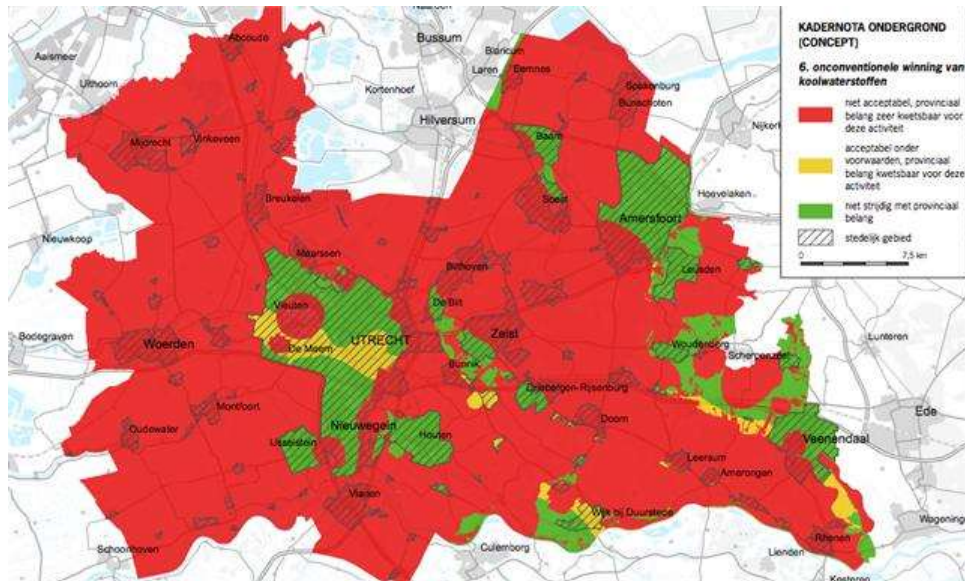 KADERNOTA ONDERGROND
(CONCEPT)
6. onconventionele winning van
koolwaterstoffen
niet acceptabel, provinciaal
belang zeer kwetsbaar voor
deze activiteit
acceptabel onder
voorwaarden, provinciaal
belang kwetsbaar voor deze
activiteit
niet strijdig met provinciaal
belang
stedelijk gebied
0 7,5 km
Naarden
Abcoude
Bussum
Aalsmeer
Blaricum
Laren
Eemnes
Uithoorn
Kortenhoef
Spakenburg
Bunschoten
Hilversum
Nijkerk
Mijdrecht
Vinkeveen
Baarn
Hoevelaken
Breukelen
Soest
Amersfoort
Nieuwkoop
Maarssen
Bilthoven
Leusden
Vleuten
De Bilt
Bodegraven
Woerden
De Meern
UTRECHT
Zeist
Woudenberg
Scherpenzeel
Lunteren
Bunnik
Driebergen-Rijsenburg
Montfoort
Ede
Oudewater
Nieuwegein
Doorn
IJsselstein
Houten
Veenendaal
Leersum
Amerongen
Vianen
Wijk bij Duurstede
Wagening
Schoonhoven
Culemborg
Rhenen
Lienden
Kesteren